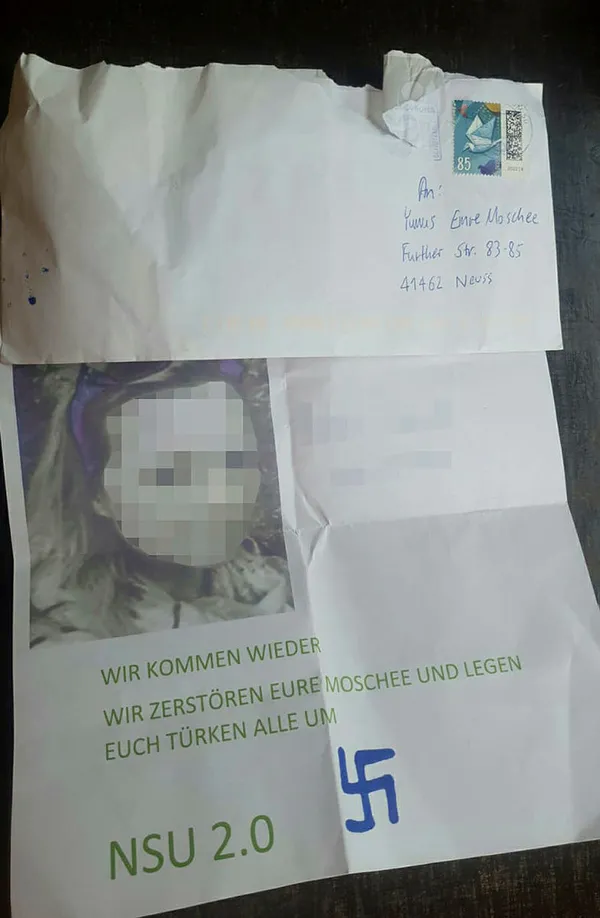 85
An:
Yunus Emre Moschee
Further Str. 83-85
41462 Neuss
WIR KOMMEN WIEDER
WIR ZERSTÖREN EURE MOSCHEE UND LEGEN
EUCH TÜRKEN ALLE UM
NSU 2.0